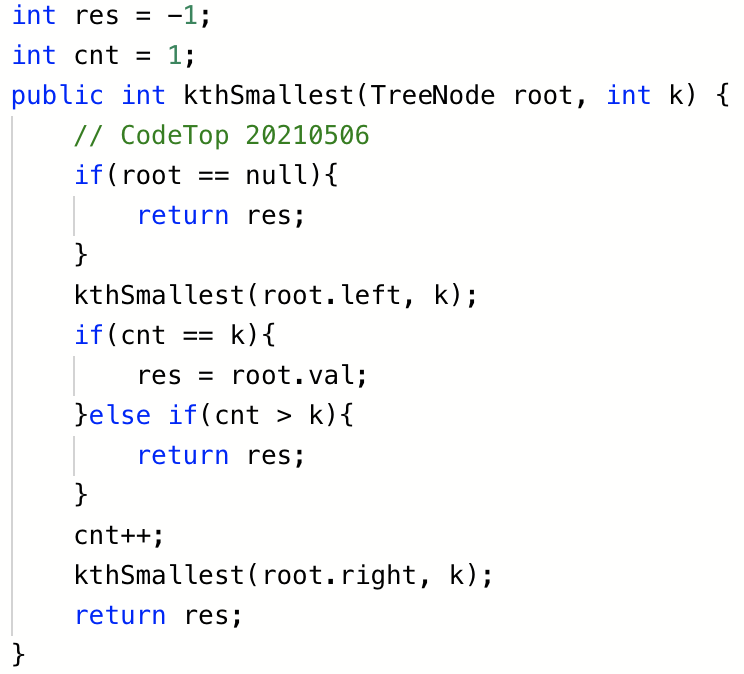 int res = -1;
int cnt = 1;
public int kthSmallest(TreeNode root, int k) {
    // CodeTop 20210506
    if(root == null){
        return res;
    }
    kthSmallest(root.left, k);
    if(cnt == k){
        res = root.val;
    }else if(cnt > k){
        return res;
    }
    cnt++;
    kthSmallest(root.right, k);
    return res;
}